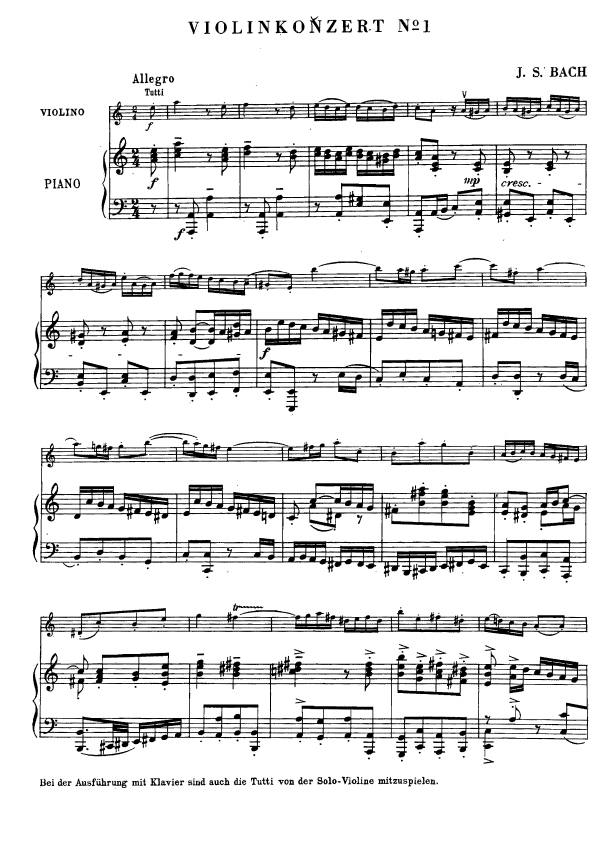 VIOLINKONZERT Nº1
J. S. BACH
Allegro
Tutti
VIOLINO
f
PIANO
f
mp cresc.
f
f
Bei der Ausführung mit Klavier sind auch die Tutti von der Solo-Violine mitzuspielen.